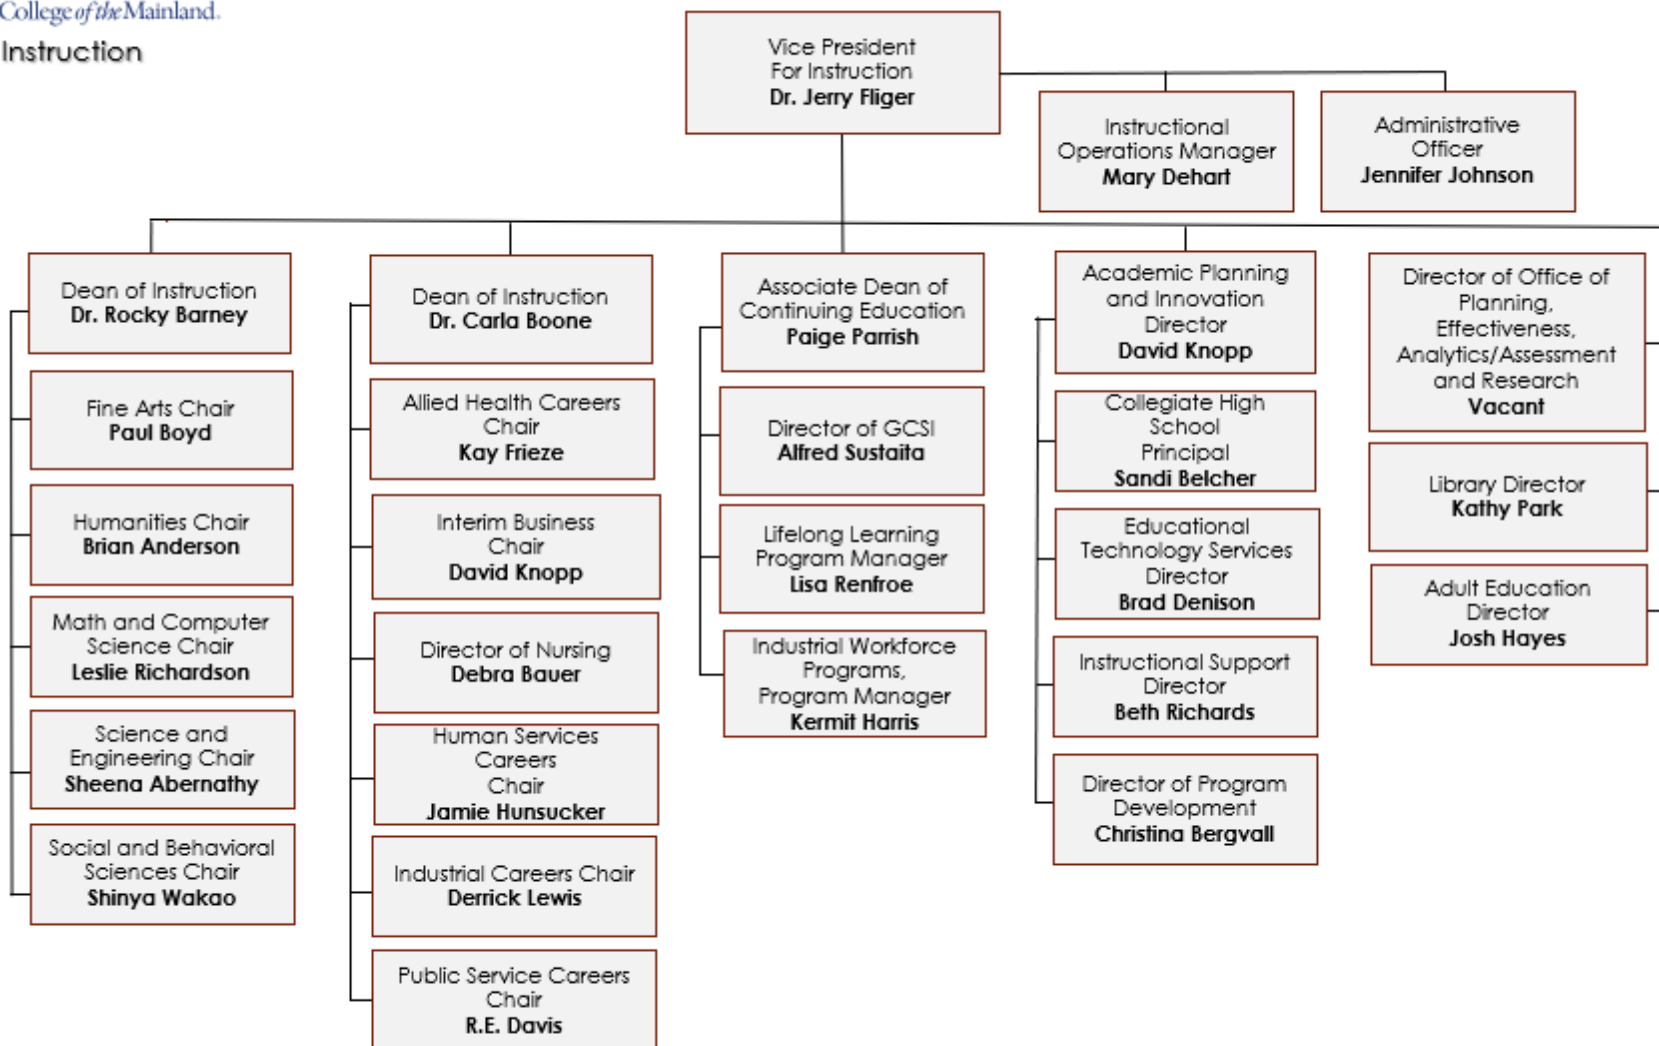 College of the Mainland.
Instruction
Vice President
For Instruction
Dr. Jerry Fliger
Instructional
Operations Manager
Mary Dehart
Administrative
Officer
Jennifer Johnson
Dean of Instruction
Dr. Rocky Barney
Fine Arts Chair
Paul Boyd
Humanities Chair
Brian Anderson
Math and Computer
Science Chair
Leslie Richardson
Science and
Engineering Chair
Sheena Abernathy
Social and Behavioral
Sciences Chair
Shinya Wakao
Dean of Instruction
Dr. Carla Boone
Allied Health Careers
Chair
Kay Frieze
Interim Business
Chair
David Knopp
Director of Nursing
Debra Bauer
Human Services
Careers
Chair
Jamie Hunsucker
Industrial Careers Chair
Derrick Lewis
Public Service Careers
Chair
R.E. Davis
Associate Dean of
Continuing Education
Paige Parrish
Director of GCSI
Alfred Sustaita
Lifelong Learning
Program Manager
Lisa Renfroe
Industrial Workforce
Programs,
Program Manager
Kermit Harris
Academic Planning
and Innovation
Director
David Knopp
Collegiate High
School
Principal
Sandi Belcher
Educational
Technology Services
Director
Brad Denison
Instructional Support
Director
Beth Richards
Director of Program
Development
Christina Bergvall
Director of Office of
Planning,
Effectiveness,
Analytics/Assessment
and Research
Vacant
Library Director
Kathy Park
Adult Education
Director
Josh Hayes